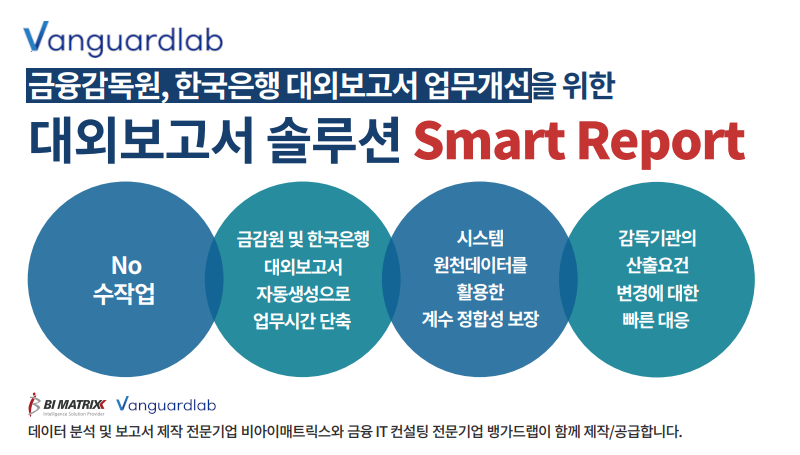 Vanguardlab
금융감독원, 한국은행 대외보고서 업무개선을 위한
대외보고서 솔루션 Smart Report
No
수작업
금감원 및 한국은행
대외보고서
자동생성으로
업무시간 단축
시스템
원천데이터를
활용한
계수 정합성 보장
감독기관의
산출요건
변경에 대한
빠른 대응
BI MATRIX
Intelligence Solution Provider
Vanguardlab
데이터 분석 및 보고서 제작 전문기업 비아이매트릭스와 금융 IT 컨설팅 전문기업 뱅가드랩이 함께 제작/공급합니다.